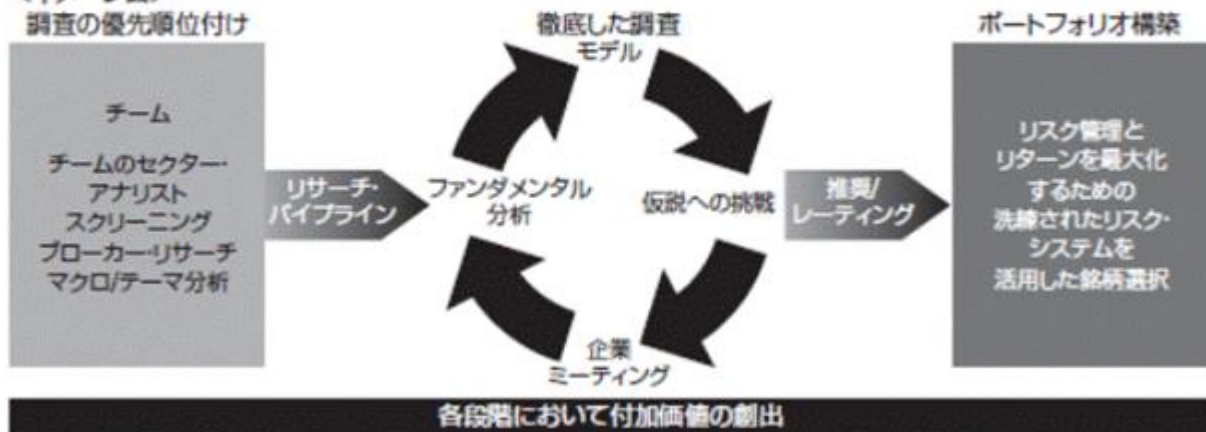 調査の優先順位付け
チーム
チームのセクター・
アナリスト
スクリーニング
ブローカー・リサーチ
マクロ/テーマ分析
リサーチ・
パイプライン
徹底した調査
モデル
ファンダメンタル
分析
仮説への挑戦
企業
ミーティング
推奨/
レーティング
ポートフォリオ構築
リスク管理と
リターンを最大化
するための
洗練されたリスク・
システムを
活用した銘柄選択
各段階において付加価値の創出